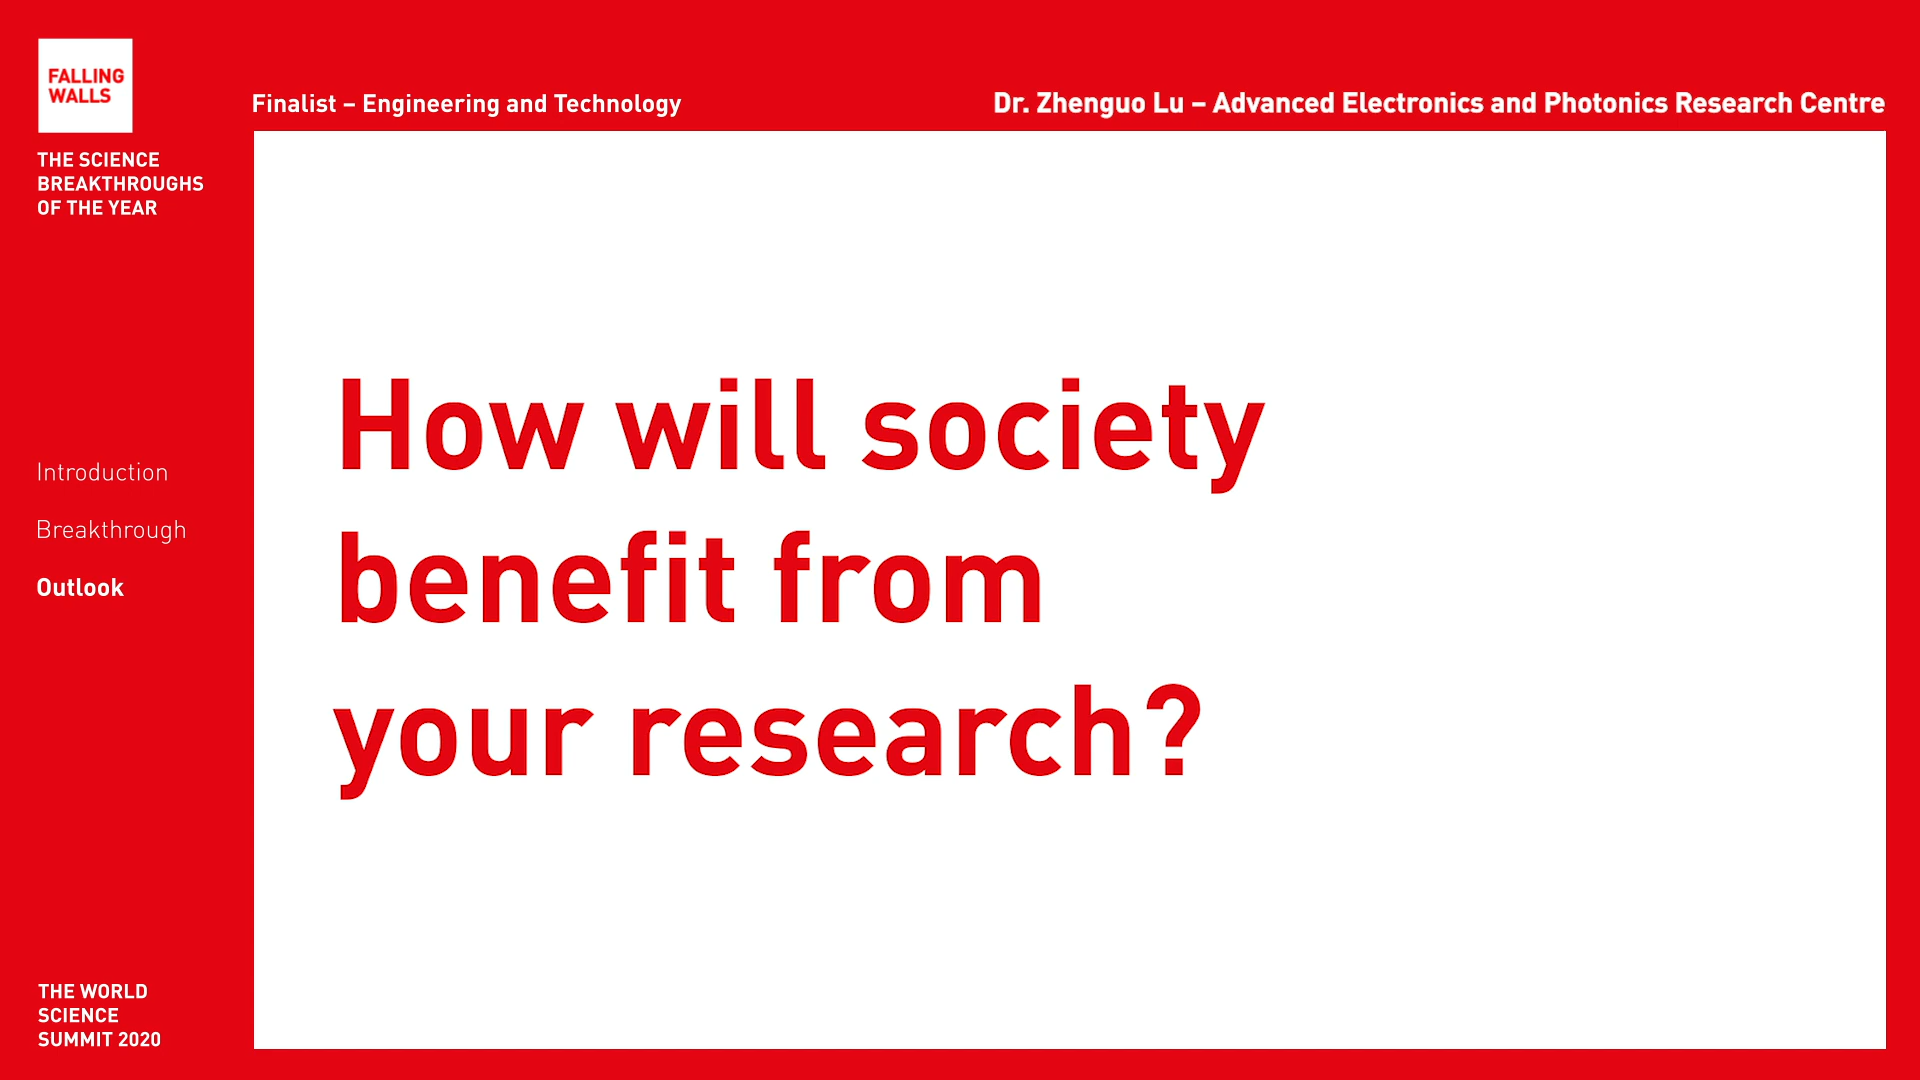 FALLING
WALLS
THE SCIENCE
BREAKTHROUGHS
OF THE YEAR
Finalist – Engineering and Technology
Dr. Zhenguo Lu – Advanced Electronics and Photonics Research Centre
Introduction
Breakthrough
Outlook
How will society
benefit from
your research?
THE WORLD
SCIENCE
SUMMIT 2020